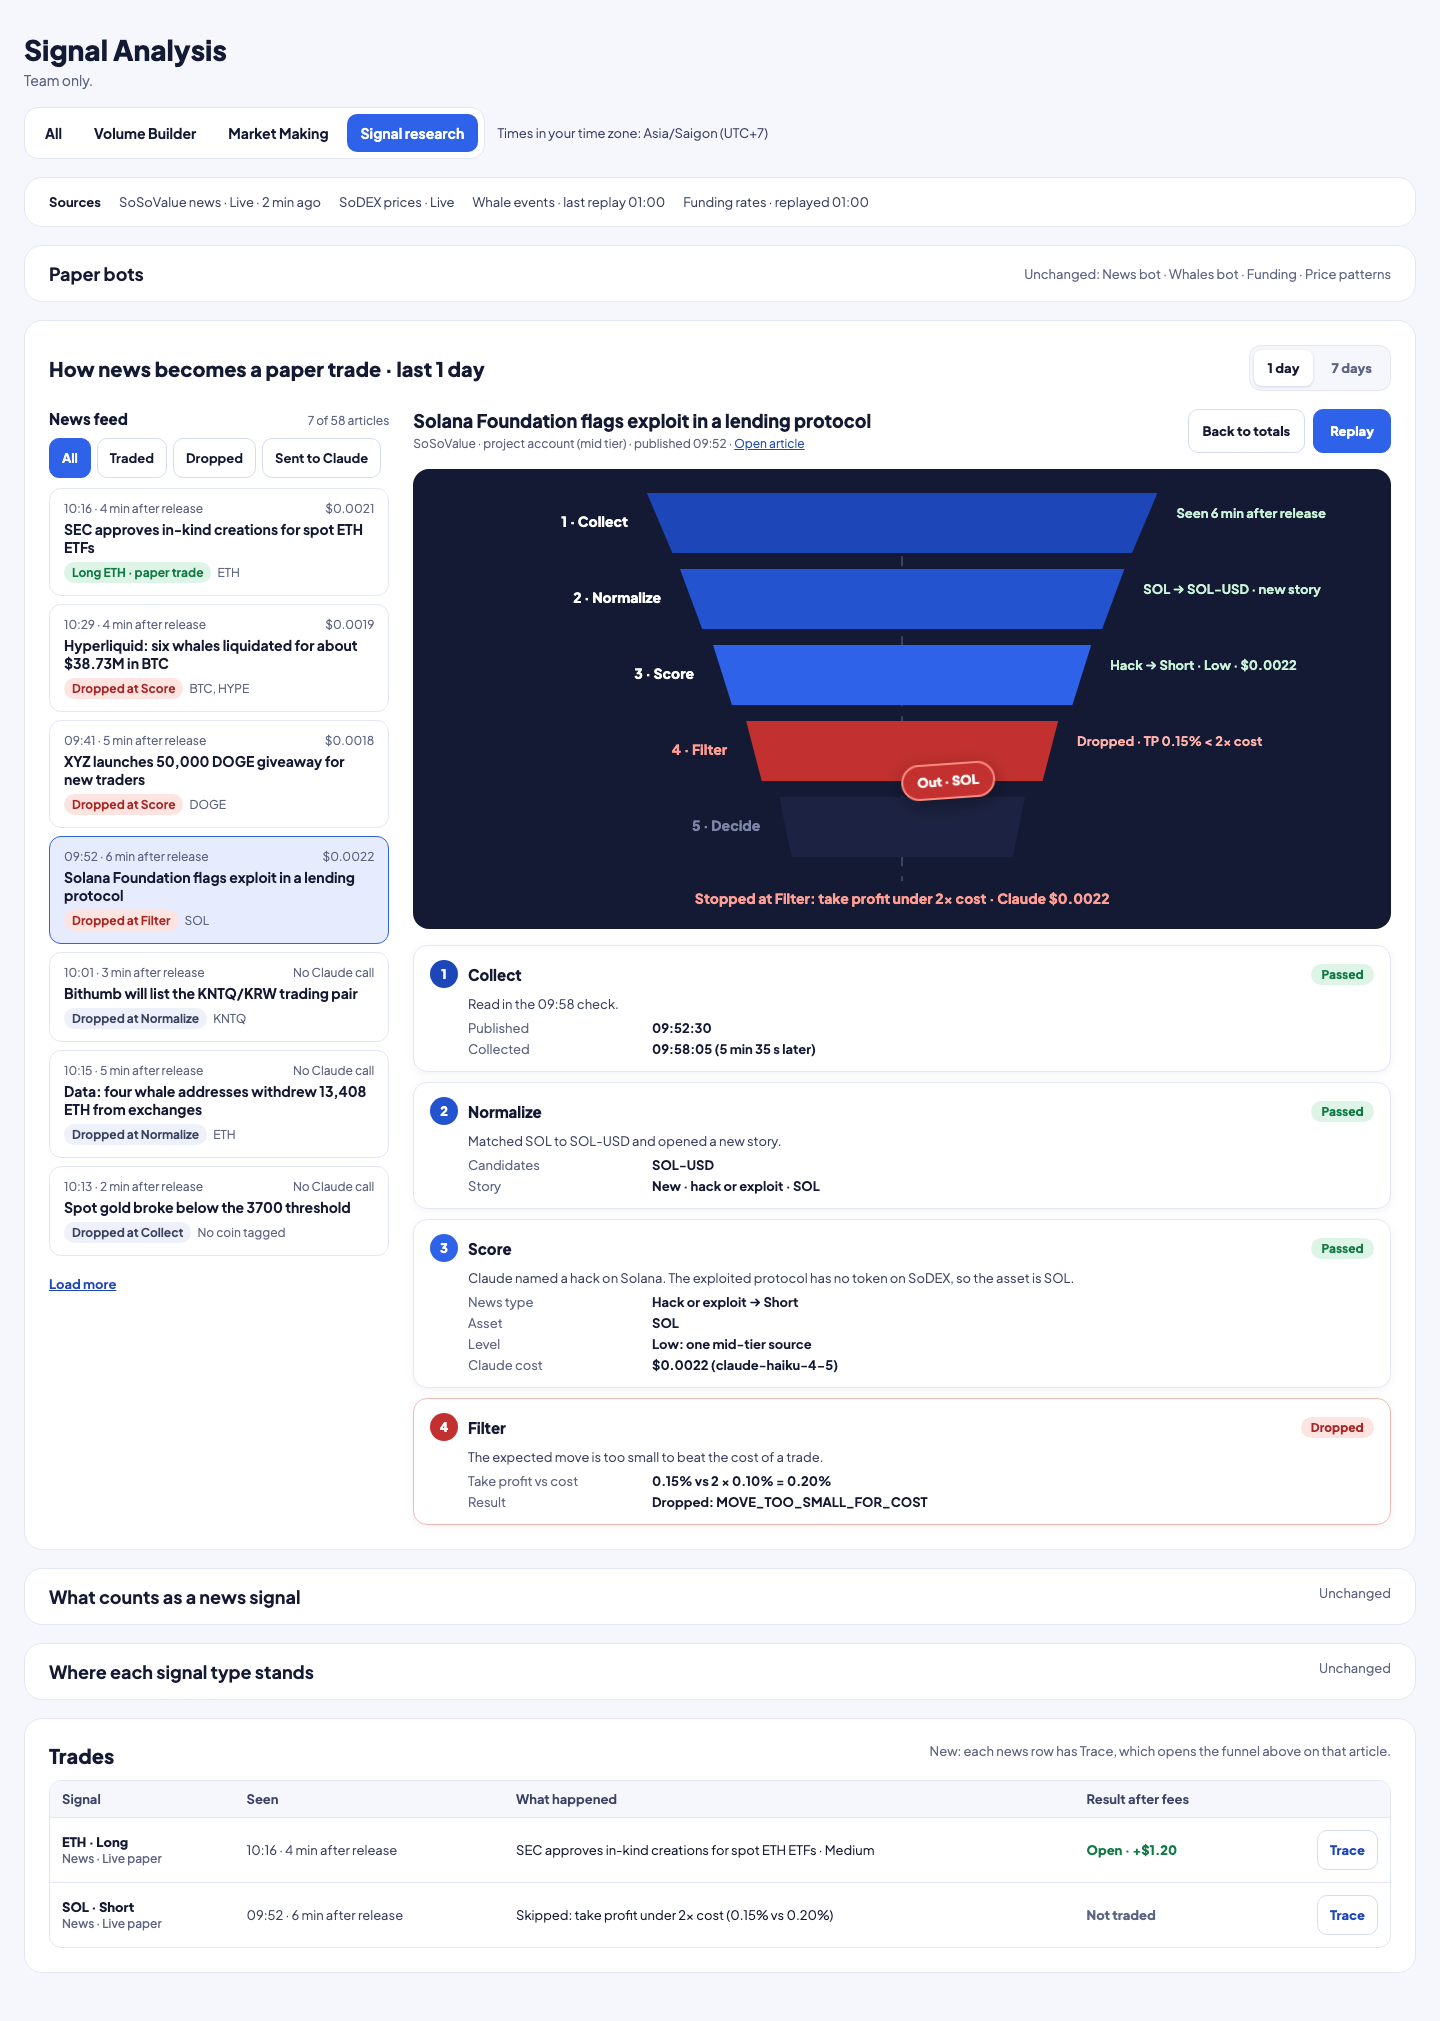 Signal Analysis
Team only.
All Volume Builder Market Making Signal research Times in your time zone: Asia/Saigon (UTC+7)
Sources SoSoValue news · Live · 2 min ago SoDEX prices · Live Whale events · last replay 01:00 Funding rates · replayed 01:00
Paper bots Unchanged: News bot · Whales bot · Funding · Price patterns
How news becomes a paper trade · last 1 day 1 day 7 days
News feed 7 of 58 articles
All Traded Dropped Sent to Claude
10:16 · 4 min after release $0.0021
SEC approves in-kind creations for spot ETH
ETFs
Long ETH · paper trade ETH
10:29 · 4 min after release $0.0019
Hyperliquid: six whales liquidated for about
$38.73M in BTC
Dropped at Score BTC, HYPE
09:41 · 5 min after release $0.0018
XYZ launches 50,000 DOGE giveaway for
new traders
Dropped at Score DOGE
09:52 · 6 min after release $0.0022
Solana Foundation flags exploit in a lending
protocol
Dropped at Filter SOL
10:01 · 3 min after release No Claude call
Bithumb will list the KNTQ/KRW trading pair
Dropped at Normalize KNTQ
10:15 · 5 min after release No Claude call
Data: four whale addresses withdrew 13,408
ETH from exchanges
Dropped at Normalize ETH
10:13 · 2 min after release No Claude call
Spot gold broke below the 3700 threshold
Dropped at Collect No coin tagged
Load more
Solana Foundation flags exploit in a lending protocol
SoSoValue · project account (mid tier) · published 09:52 · Open article
Back to totals Replay
1 · Collect Seen 6 min after release
2 · Normalize SOL → SOL-USD · new story
3 · Score Hack → Short · Low · $0.0022
4 · Filter Dropped · TP 0.15% < 2× cost
Out · SOL
5 · Decide
Stopped at Filter: take profit under 2× cost · Claude $0.0022
1 Collect Passed
Read in the 09:58 check.
Published 09:52:30
Collected 09:58:05 (5 min 35 s later)
2 Normalize Passed
Matched SOL to SOL-USD and opened a new story.
Candidates SOL-USD
Story New · hack or exploit · SOL
3 Score Passed
Claude named a hack on Solana. The exploited protocol has no token on SoDEX, so the asset is SOL.
News type Hack or exploit → Short
Asset SOL
Level Low: one mid-tier source
Claude cost $0.0022 (claude-haiku-4-5)
4 Filter Dropped
The expected move is too small to beat the cost of a trade.
Take profit vs cost 0.15% vs 2 × 0.10% = 0.20%
Result Dropped: MOVE_TOO_SMALL_FOR_COST
What counts as a news signal Unchanged
Where each signal type stands Unchanged
Trades New: each news row has Trace, which opens the funnel above on that article.
Signal Seen What happened Result after fees
ETH · Long
News · Live paper
10:16 · 4 min after release SEC approves in-kind creations for spot ETH ETFs · Medium Open · +$1.20 Trace
SOL · Short
News · Live paper
09:52 · 6 min after release Skipped: take profit under 2× cost (0.15% vs 0.20%) Not traded Trace